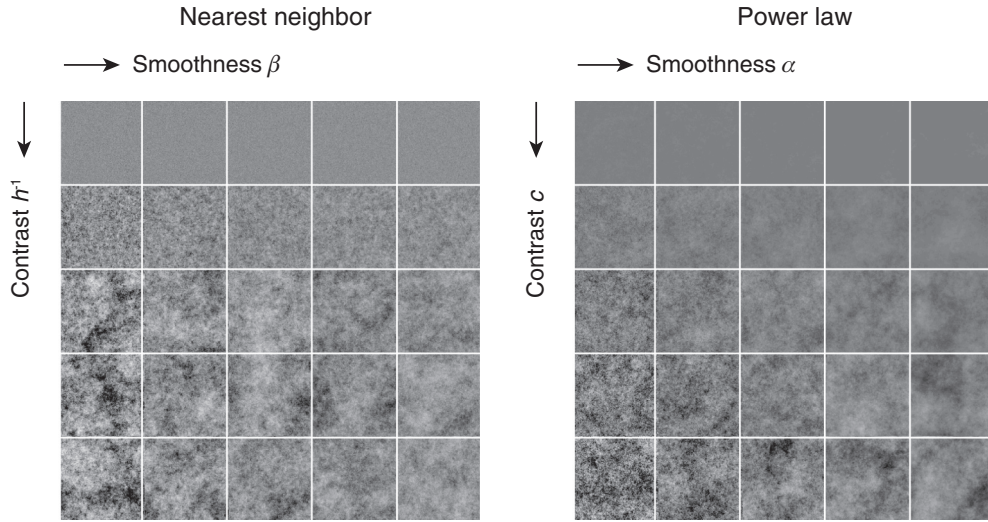 Nearest neighbor
Smoothness β
Contrast h⁻¹
Power law
Smoothness α
Contrast c